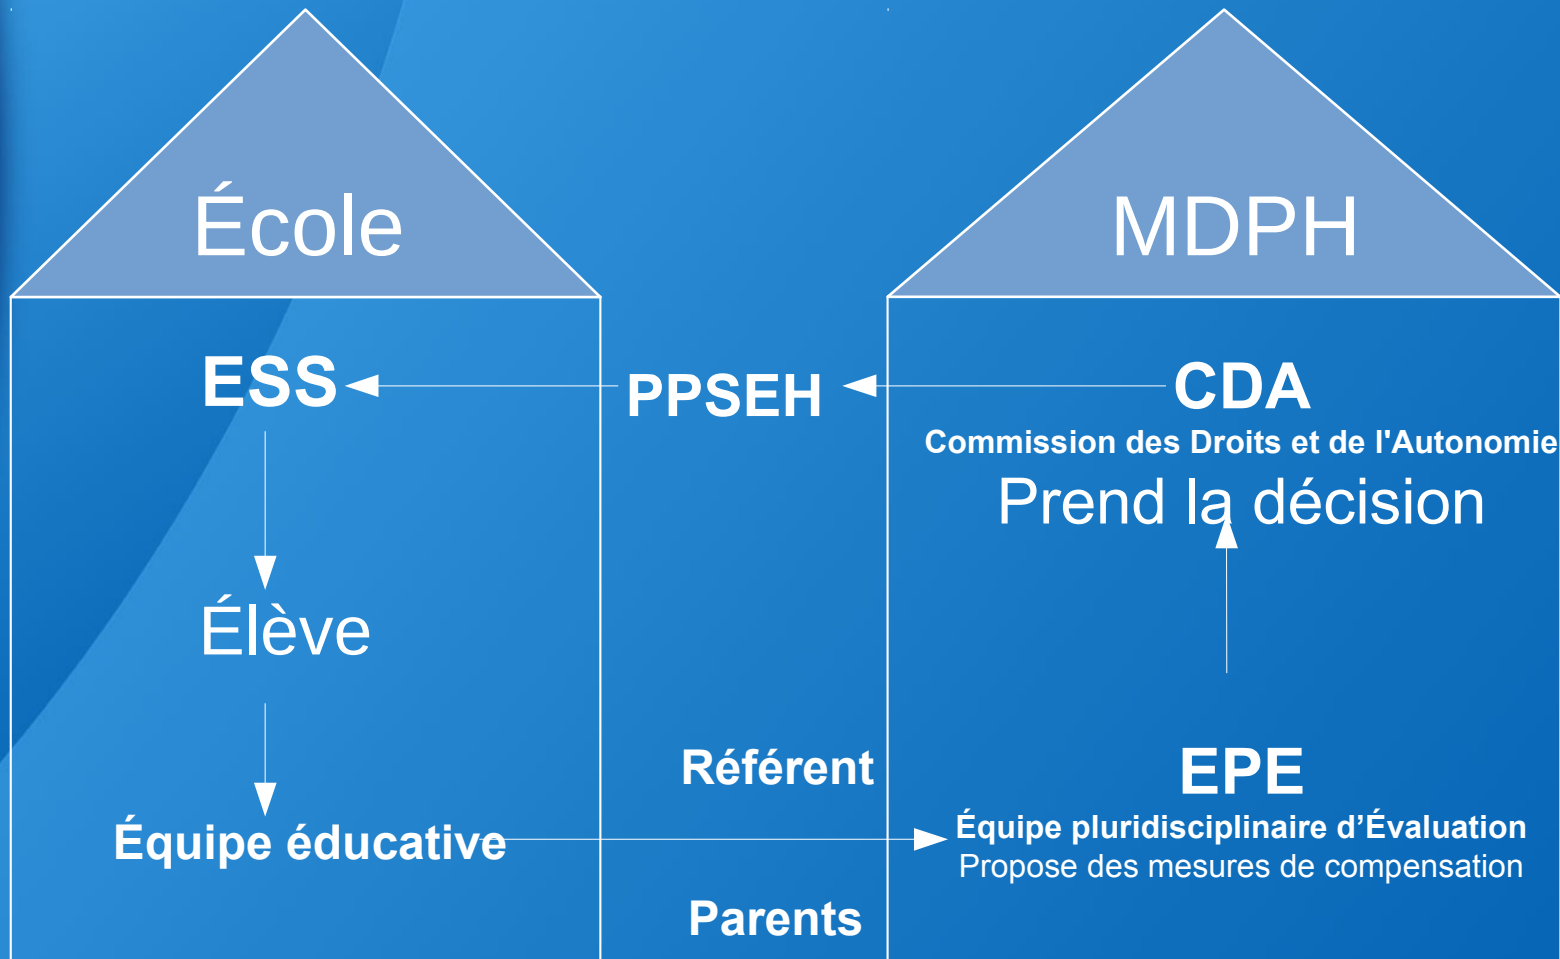 École
MDPH
ESS
PPSEH
CDA
Commission des Droits et de l'Autonomie
Prend la décision
Élève
Référent
EPE
Équipe éducative
Équipe pluridisciplinaire d’Évaluation
Propose des mesures de compensation
Parents